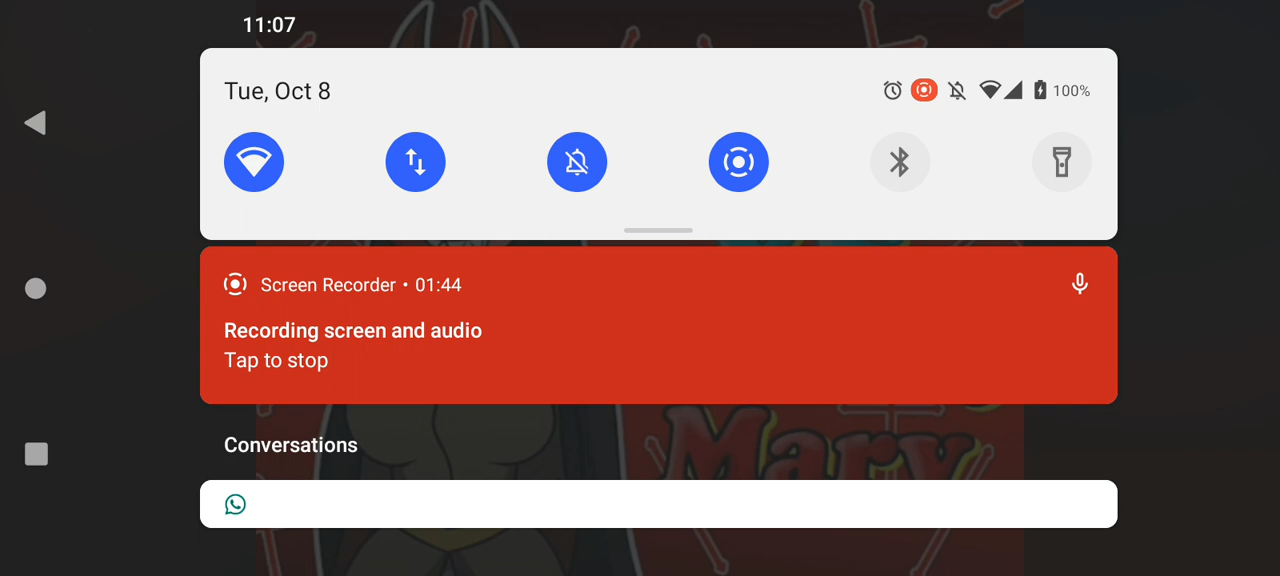 11:07
Tue, Oct 8
100%
Screen Recorder • 01:44
Recording screen and audio
Tap to stop
Conversations
Mary